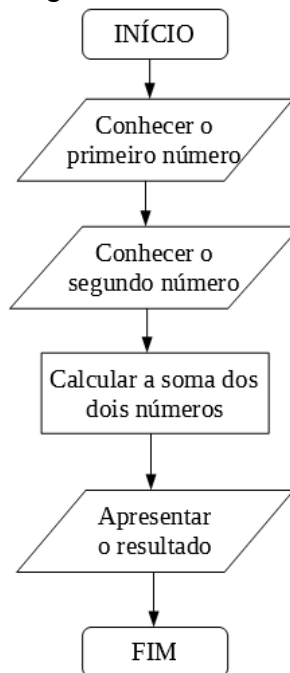 INÍCIO
Conhecer o
primeiro número
Conhecer o
segundo número
Calcular a soma dos
dois números
Apresentar
o resultado
FIM